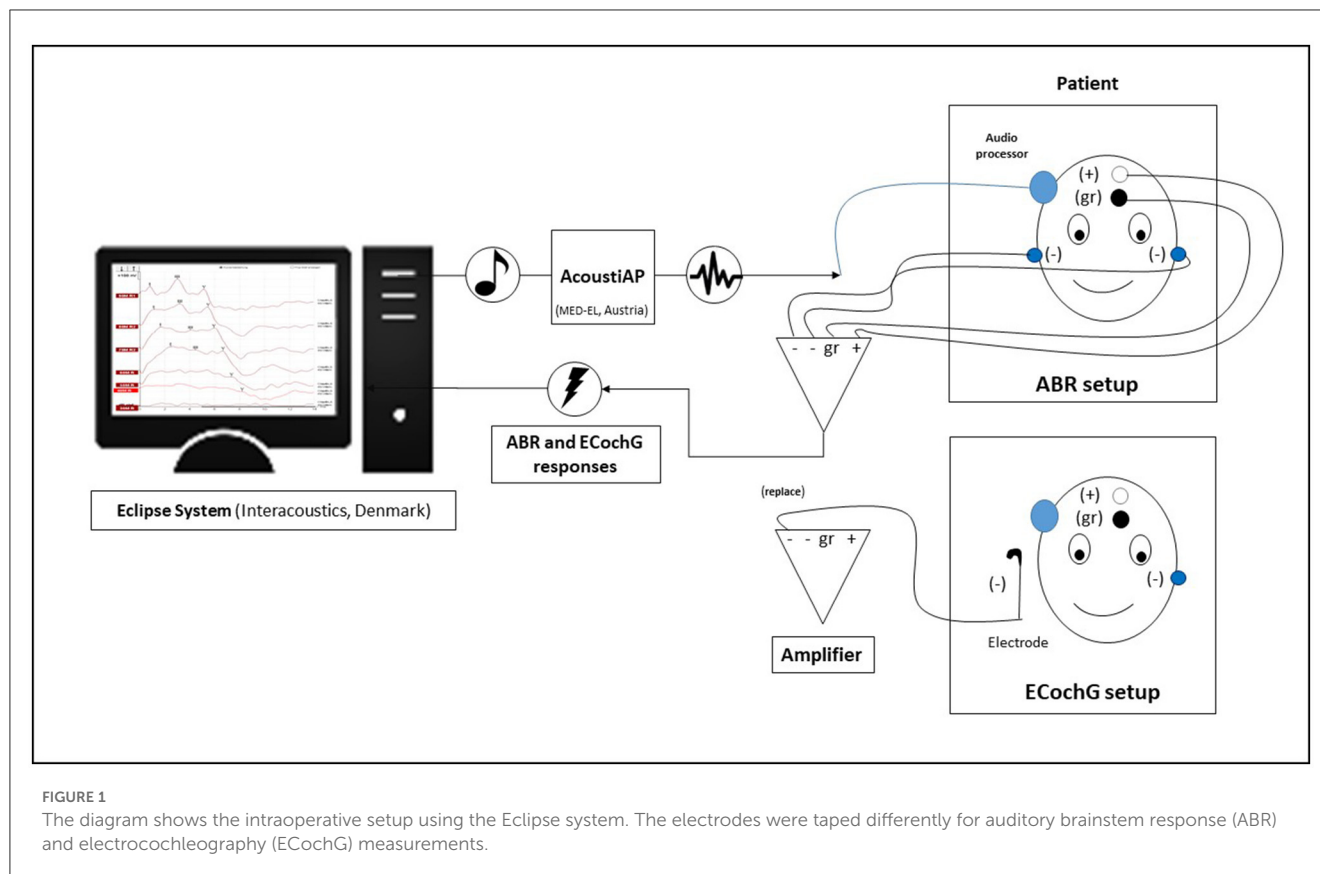 Patient
Audio
processor
(+)
(gr)
(-)
(-)
AcoustiAP
(MED-EL, Austria)
- - gr +
ABR setup
ABR and ECochG
responses
Eclipse System (Interacoustics, Denmark)
(replace)
- - gr +
Amplifier
(+)
(gr)
(-)
(-)
Electrode
ECochG setup
FIGURE 1
The diagram shows the intraoperative setup using the Eclipse system. The electrodes were taped differently for auditory brainstem response (ABR)
and electrocochleography (ECochG) measurements.